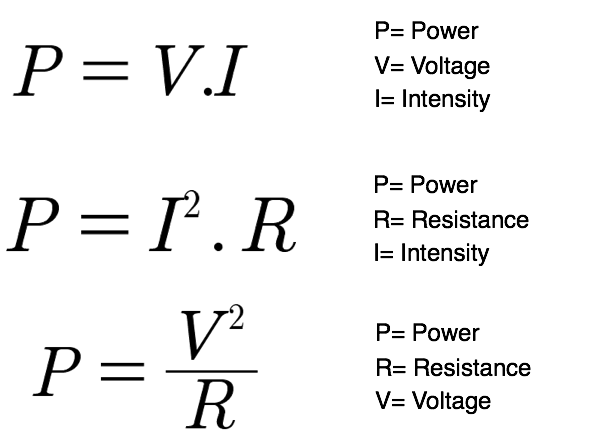 P = V.I
P= Power
V= Voltage
I= Intensity
P = I² . R
P= Power
R= Resistance
I= Intensity
P = V²/R
P= Power
R= Resistance
V= Voltage